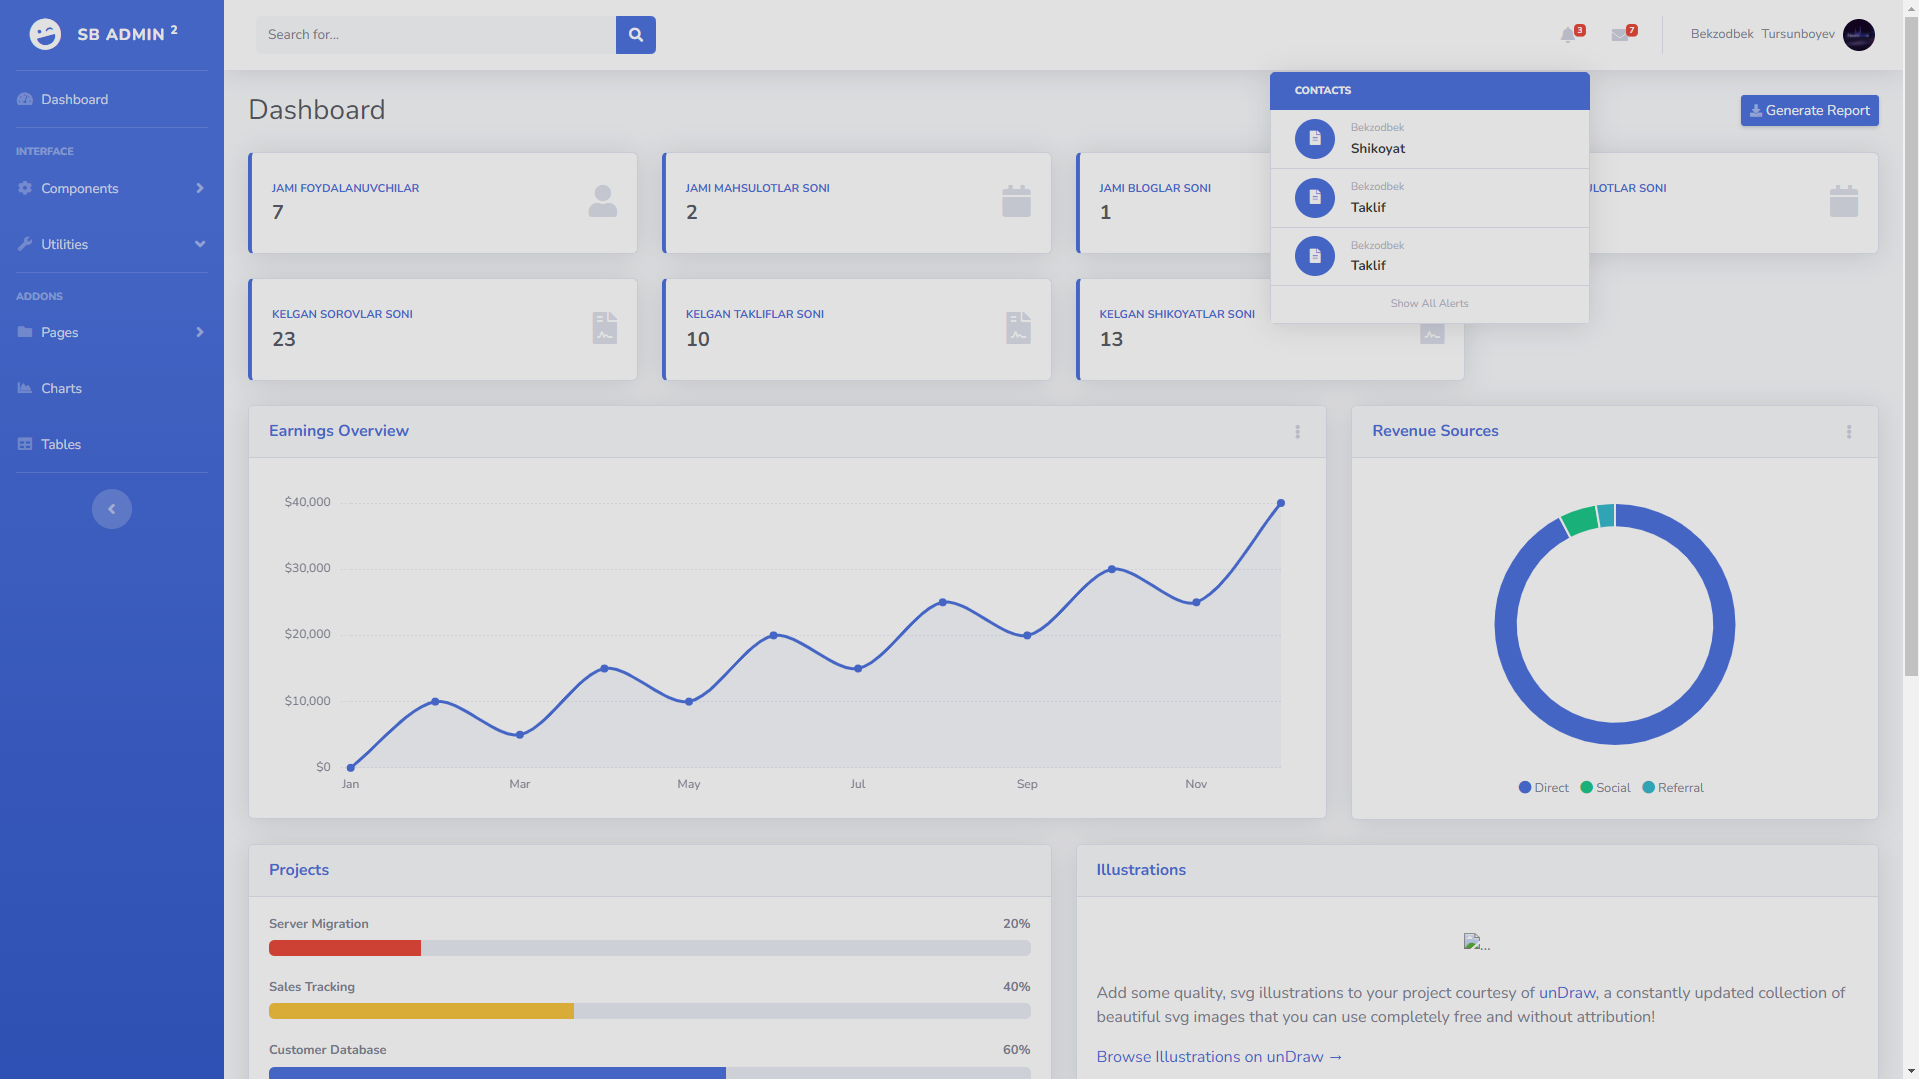 SB ADMIN 2
Search for...
3
7
Bekzodbek Tursunboyev
Dashboard
INTERFACE
Components
Utilities
ADDONS
Pages
Charts
Tables
Dashboard
Generate Report
CONTACTS
Bekzodbek
Shikoyat
Bekzodbek
Taklif
Bekzodbek
Taklif
Show All Alerts
JAMI FOYDALANUVCHILAR
7
JAMI MAHSULOTLAR SONI
2
JAMI BLOGLAR SONI
1
SONI
KELGAN SOROVLAR SONI
23
KELGAN TAKLIFLAR SONI
10
KELGAN SHIKOYATLAR SONI
13
Earnings Overview
$40,000
$30,000
$20,000
$10,000
$0
Jan Mar May Jul Sep Nov
Revenue Sources
Direct Social Referral
Projects
Server Migration 20%
Sales Tracking 40%
Customer Database 60%
Illustrations
...
Add some quality, svg illustrations to your project courtesy of unDraw, a constantly updated collection of
beautiful svg images that you can use completely free and without attribution!
Browse Illustrations on unDraw →